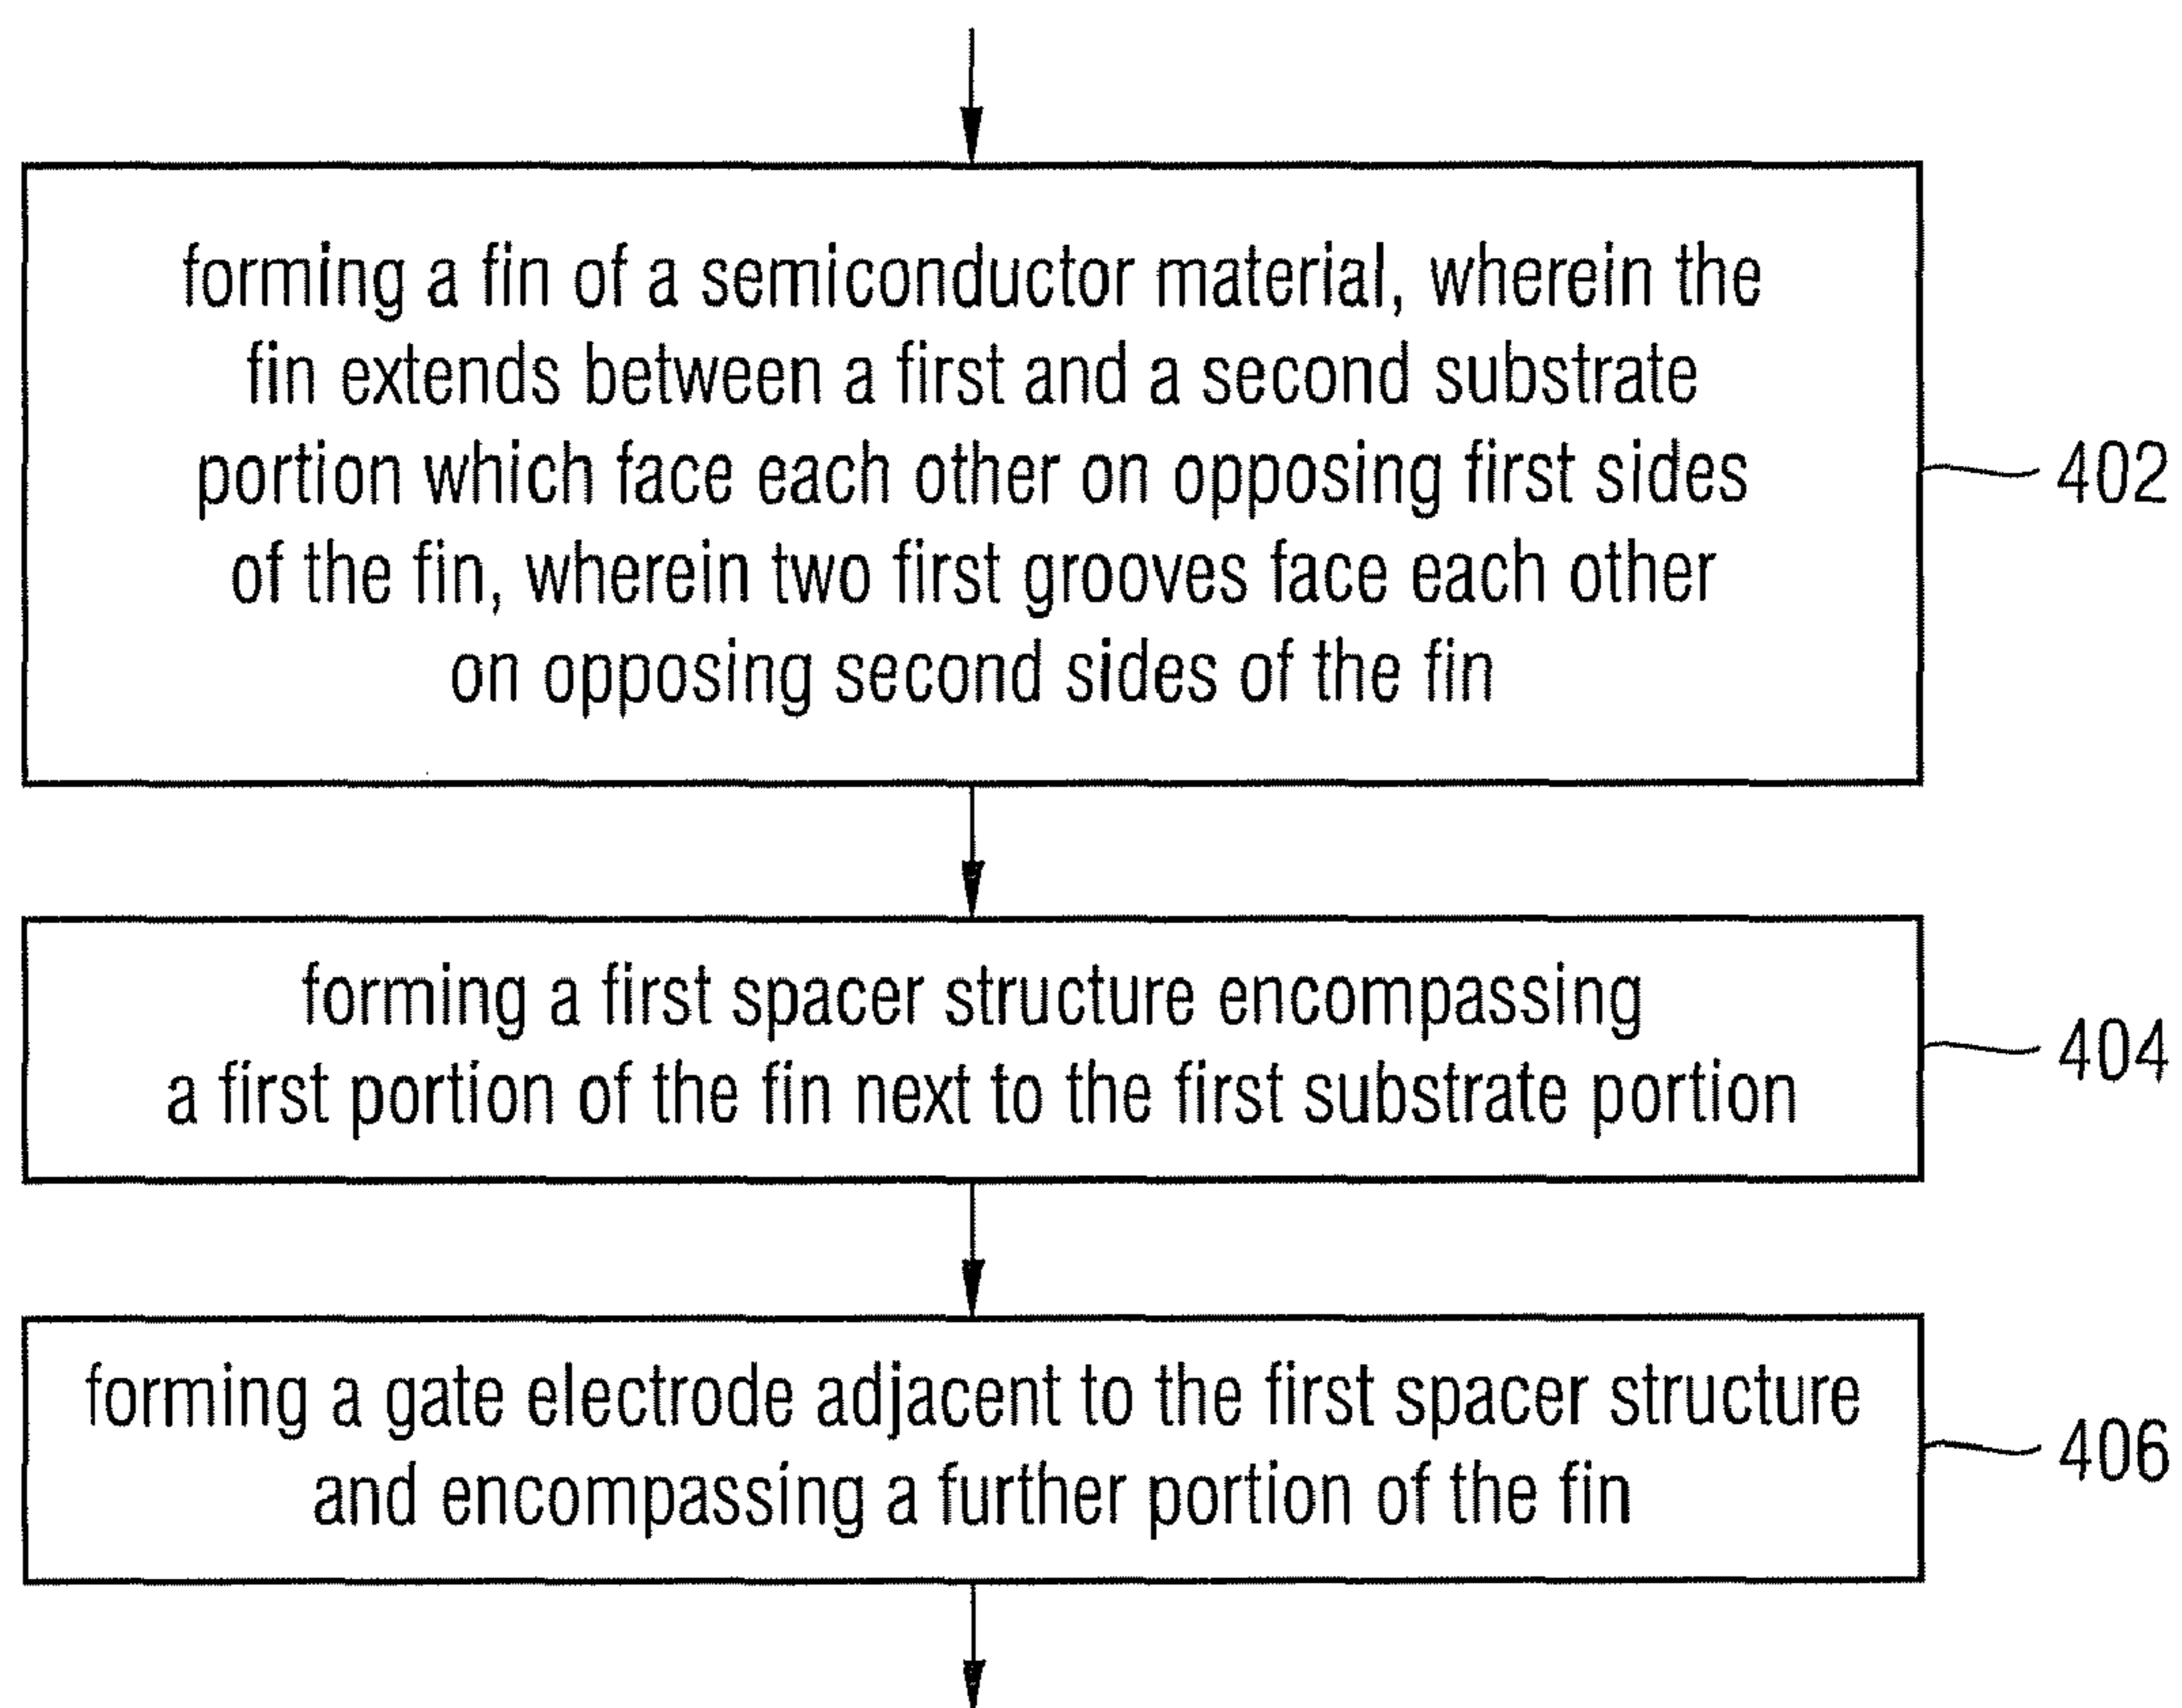 forming a fin of a semiconductor material, wherein the
fin extends between a first and a second substrate
portion which face each other on opposing first sides
of the fin, wherein two first grooves face each other
on opposing second sides of the fin
402
forming a first spacer structure encompassing
a first portion of the fin next to the first substrate portion
404
forming a gate electrode adjacent to the first spacer structure
and encompassing a further portion of the fin
406